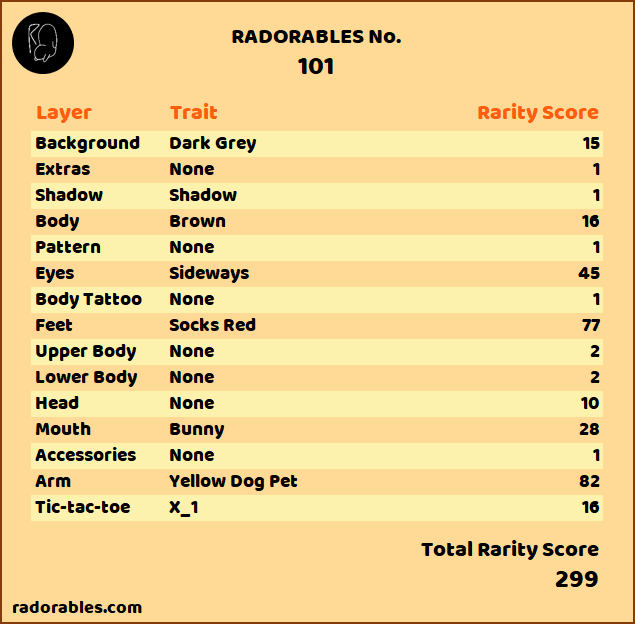 RADORABLES No.
101
Layer Trait Rarity Score
Background Dark Grey 15
Extras None 1
Shadow Shadow 1
Body Brown 16
Pattern None 1
Eyes Sideways 45
Body Tattoo None 1
Feet Socks Red 77
Upper Body None 2
Lower Body None 2
Head None 10
Mouth Bunny 28
Accessories None 1
Arm Yellow Dog Pet 82
Tic-tac-toe X_1 16
Total Rarity Score
299
radorables.com